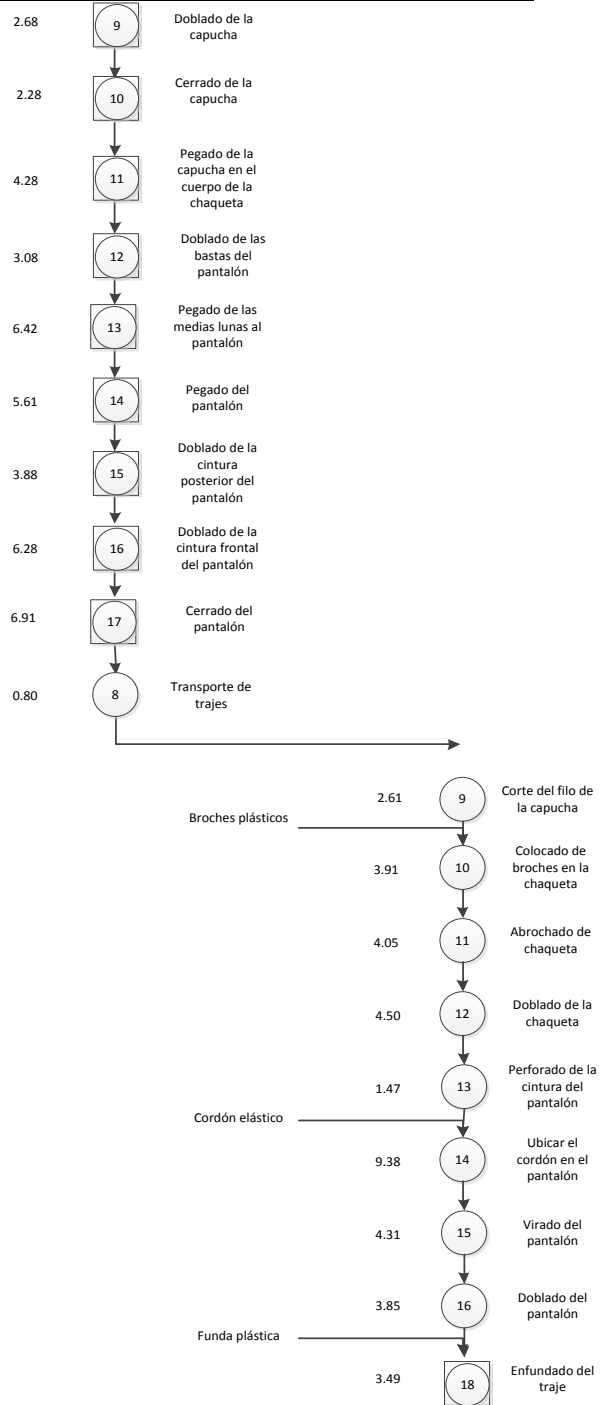 2.68
9
Doblado de la
capucha
2.28
10
Cerrado de la
capucha
4.28
11
Pegado de la
capucha en el
cuerpo de la
chaqueta
3.08
12
Doblado de las
bastas del
pantalón
6.42
13
Pegado de las
medias lunas al
pantalón
5.61
14
Pegado del
pantalón
3.88
15
Doblado de la
cintura
posterior del
pantalón
6.28
16
Doblado de la
cintura frontal
del pantalón
6.91
17
Cerrado del
pantalón
0.80
8
Transporte de
trajes
2.61
9
Corte del filo de
la capucha
Broches plásticos
3.91
10
Colocado de
broches en la
chaqueta
4.05
11
Abrochado de
chaqueta
4.50
12
Doblado de la
chaqueta
1.47
13
Perforado de la
cintura del
pantalón
Cordón elástico
9.38
14
Ubicar el
cordón en el
pantalón
4.31
15
Virado del
pantalón
3.85
16
Doblado del
pantalón
Funda plástica
3.49
18
Enfundado del
traje